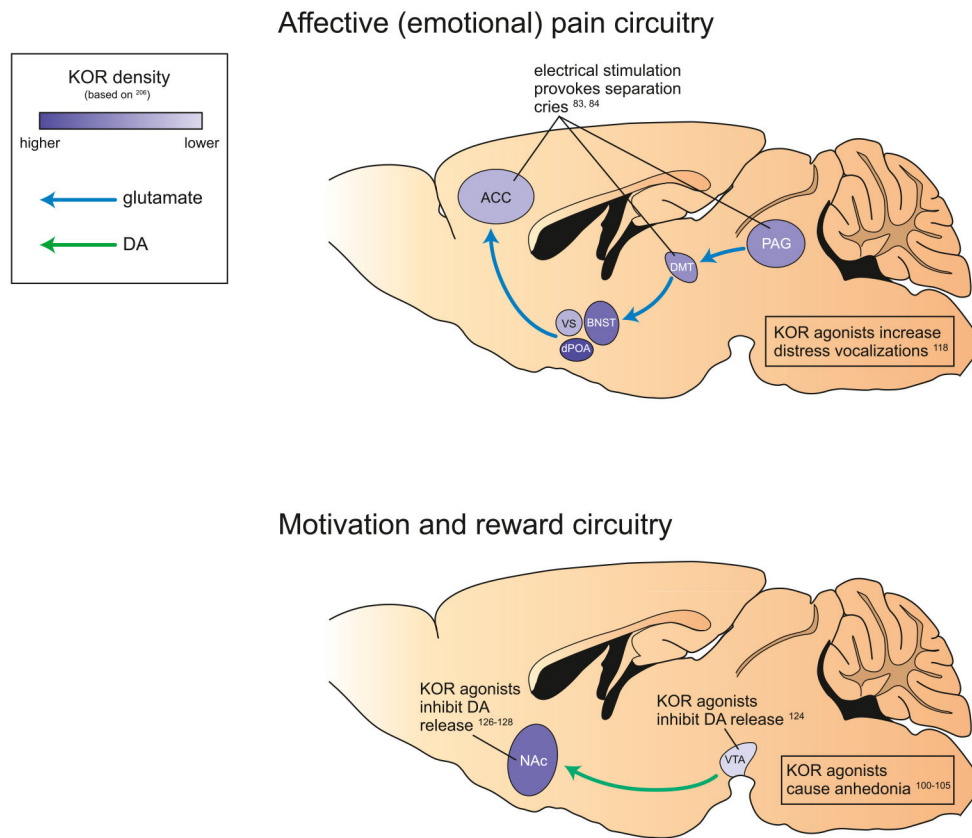 Affective (emotional) pain circuitry
KOR density
(based on 206)
higher lower
glutamate
DA
electrical stimulation
provokes separation
cries 83, 84
ACC
PAG
DMT
VS
BNST
dPOA
KOR agonists increase
distress vocalizations 118
Motivation and reward circuitry
KOR agonists
inhibit DA
release 126-128
KOR agonists
inhibit DA release 124
NAc
VTA
KOR agonists
cause anhedonia 100-105